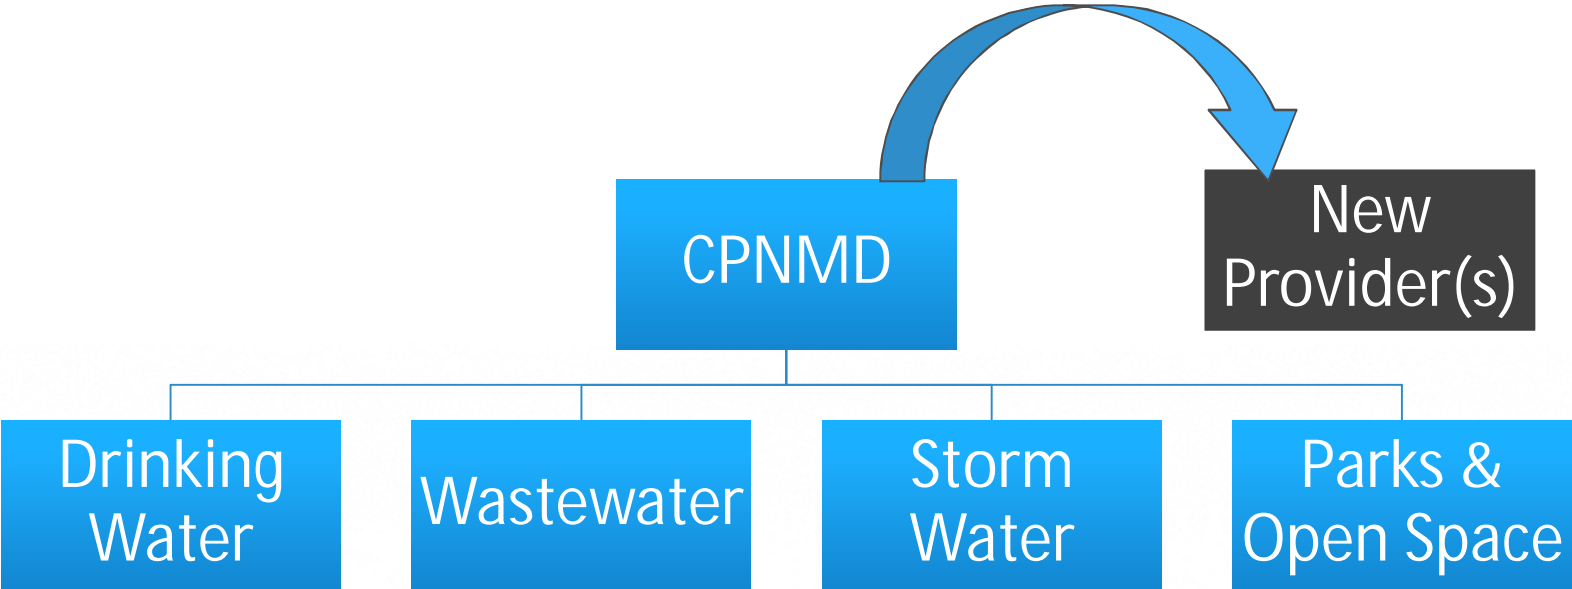 CPNMD
New
Provider(s)
Drinking
Water
Wastewater
Storm
Water
Parks &
Open Space